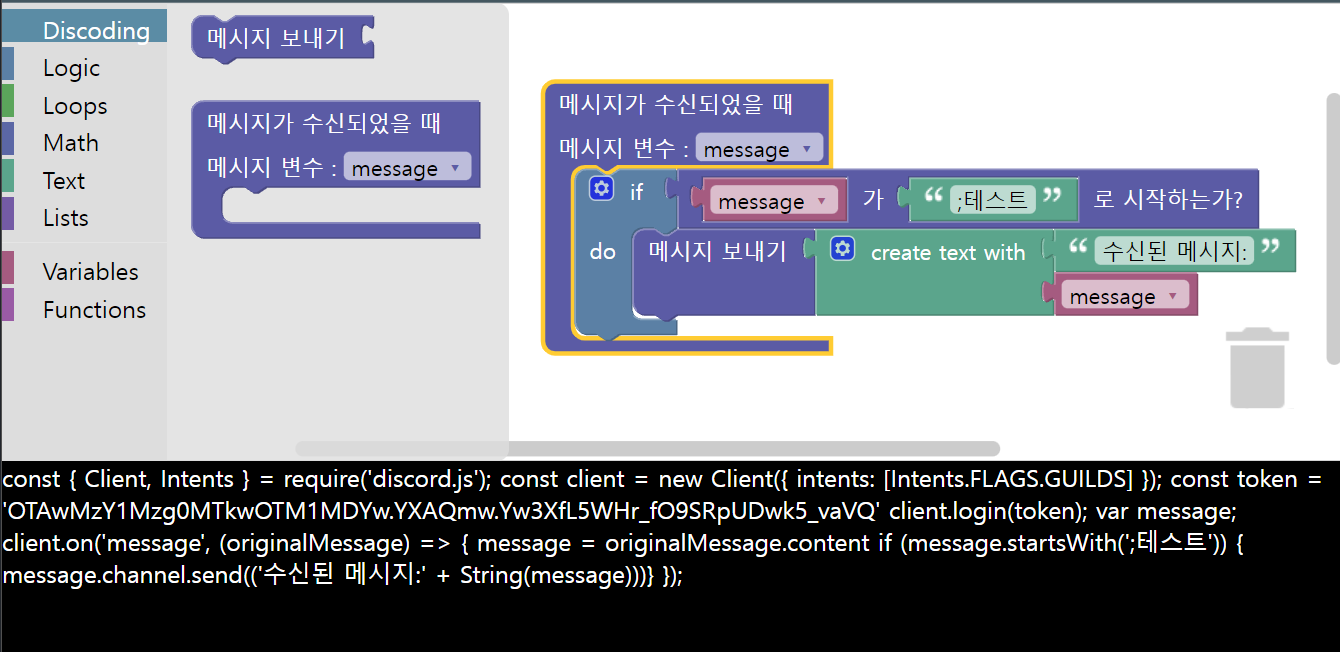 Discoding
Logic
Loops
Math
Text
Lists
Variables
Functions
메시지 보내기
메시지가 수신되었을 때
메시지 변수 : message
메시지가 수신되었을 때
메시지 변수 : message
if message 가 “ ;테스트 ” 로 시작하는가?
do 메시지 보내기 create text with “ 수신된 메시지: ”
message
const { Client, Intents } = require('discord.js'); const client = new Client({ intents: [Intents.FLAGS.GUILDS] }); const token =
'OTAwMzY1Mzg0MTkwOTM1MDYw.YXAQmw.Yw3XfL5WHr_fO9SRpUDwk5_vaVQ' client.login(token); var message;
client.on('message', (originalMessage) => { message = originalMessage.content if (message.startsWith(';테스트')) {
message.channel.send(('수신된 메시지:' + String(message)))} });